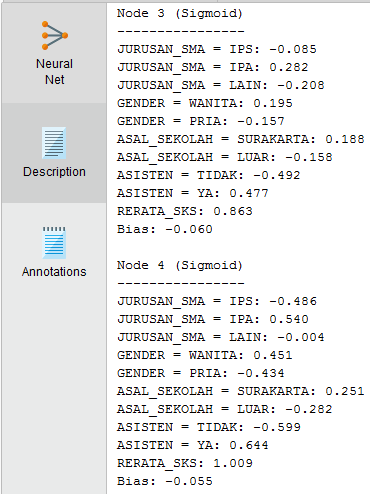 Neural
Net
Description
Annotations
Node 3 (Sigmoid)
----------------
JURUSAN_SMA = IPS: -0.085
JURUSAN_SMA = IPA: 0.282
JURUSAN_SMA = LAIN: -0.208
GENDER = WANITA: 0.195
GENDER = PRIA: -0.157
ASAL_SEKOLAH = SURAKARTA: 0.188
ASAL_SEKOLAH = LUAR: -0.158
ASISTEN = TIDAK: -0.492
ASISTEN = YA: 0.477
RERATA_SKS: 0.863
Bias: -0.060
Node 4 (Sigmoid)
----------------
JURUSAN_SMA = IPS: -0.486
JURUSAN_SMA = IPA: 0.540
JURUSAN_SMA = LAIN: -0.004
GENDER = WANITA: 0.451
GENDER = PRIA: -0.434
ASAL_SEKOLAH = SURAKARTA: 0.251
ASAL_SEKOLAH = LUAR: -0.282
ASISTEN = TIDAK: -0.599
ASISTEN = YA: 0.644
RERATA_SKS: 1.009
Bias: -0.055